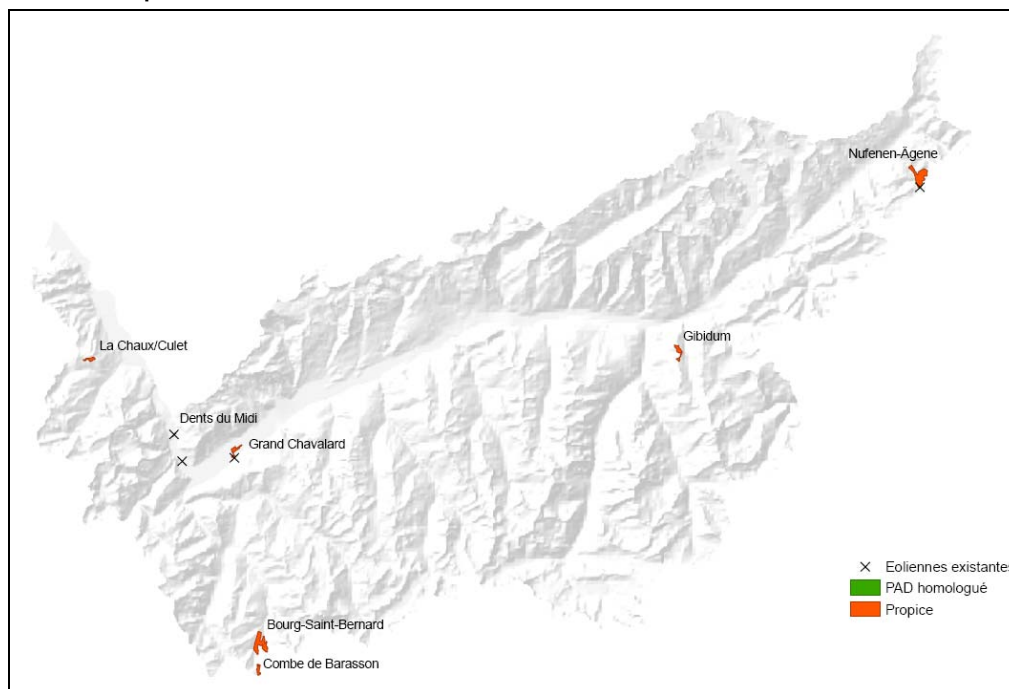 Nufenen-Ägene
La Chaux/Culet
Gibidum
Dents du Midi
Grand Chavalard
Eoliennes existantes
PAD homologué
Propice
Bourg-Saint-Bernard
Combe de Barasson